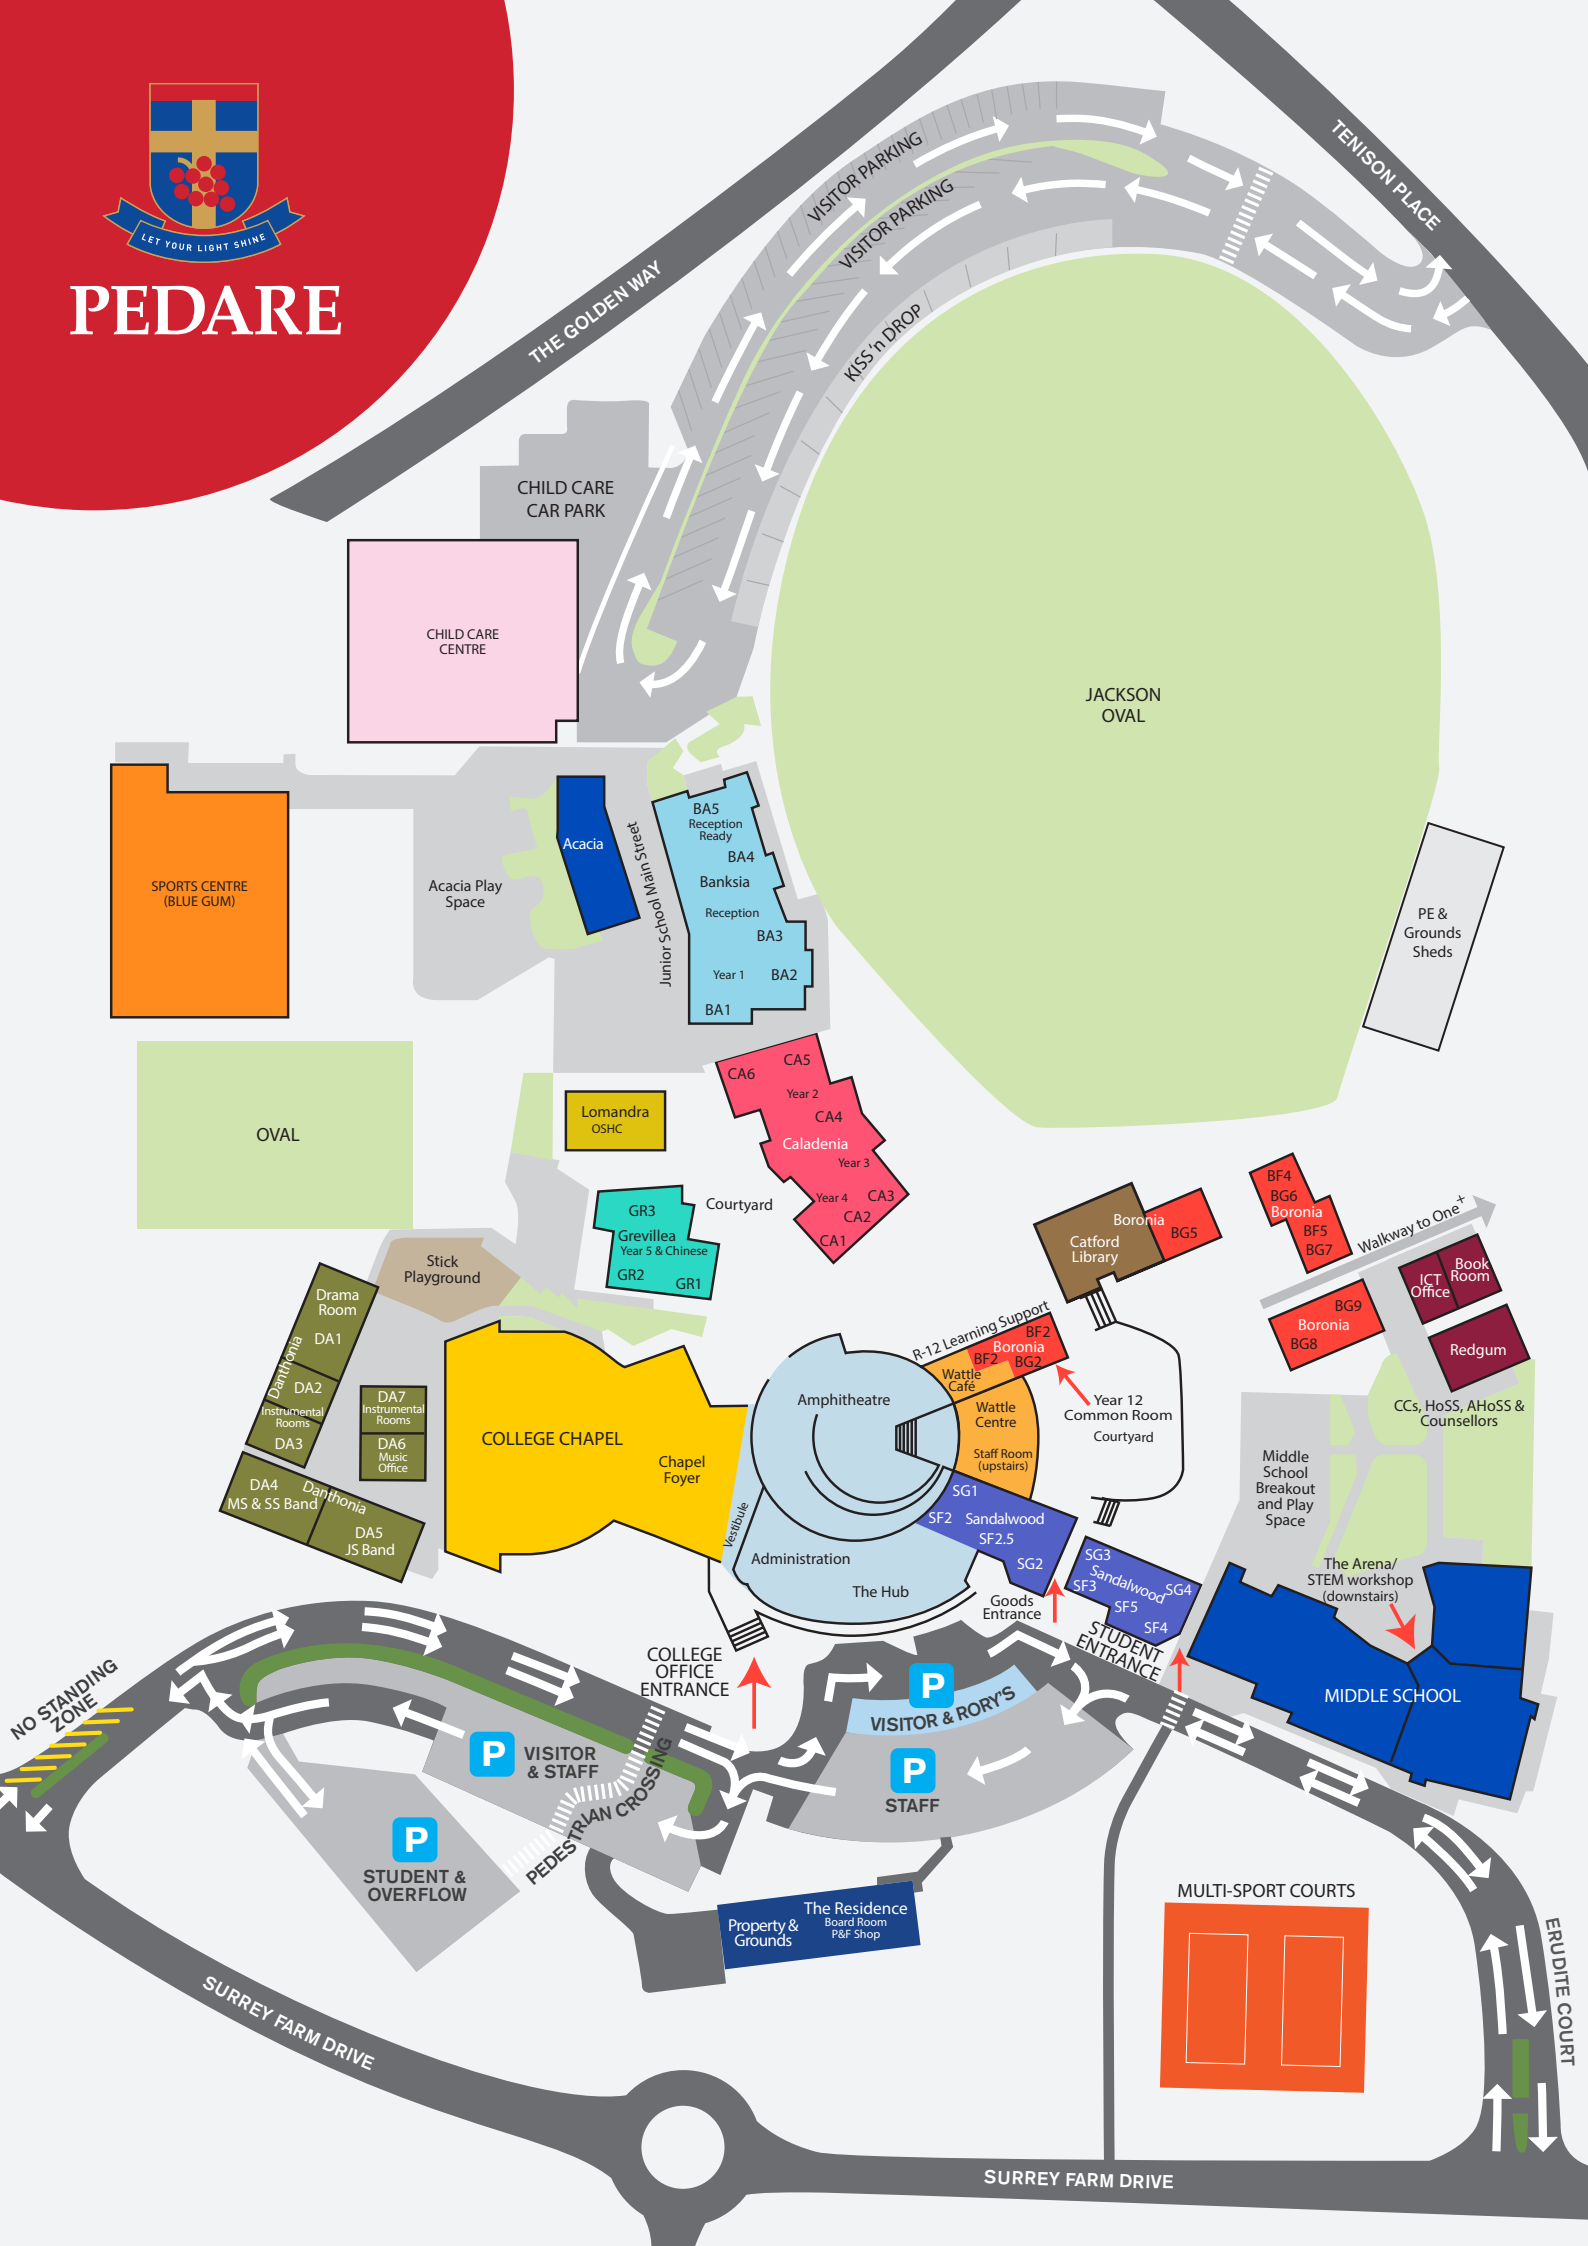 LET YOUR LIGHT SHINE
PEDARE
THE GOLDEN WAY
TENISON PLACE
VISITOR PARKING
VISITOR PARKING
KISS 'n DROP
CHILD CARE
CAR PARK
CHILD CARE
CENTRE
JACKSON
OVAL
SPORTS CENTRE
(BLUE GUM)
Acacia Play
Space
Acacia
Junior School Main Street
BA5
Reception
Ready
BA4
Banksia
Reception
BA3
Year 1
BA2
BA1
PE &
Grounds
Sheds
OVAL
Lomandra
OSHC
CA5
CA6
Year 2
CA4
Caladenia
Year 3
Year 4
CA3
CA2
CA1
GR3
Grevillea
Year 5 & Chinese
GR2
GR1
Courtyard
Stick
Playground
Boronia
BG5
Catford
Library
BF4
BG6
Boronia
BF5
BG7
Walkway to One+
BG9
Boronia
BG8
ICT
Office
Book
Room
Redgum
CCs, HoSS, AHoSS &
Counsellors
Drama
Room
DA1
Danthonia
DA2
Instrumental
Rooms
DA3
DA7
Instrumental
Rooms
DA6
Music
Office
DA4
MS & SS Band
Danthonia
DA5
JS Band
COLLEGE CHAPEL
Chapel
Foyer
Vestibule
Amphitheatre
Administration
The Hub
R-12 Learning Support
BF2
Boronia
BF2
BG2
Wattle
Café
Wattle
Centre
Staff Room
(upstairs)
Year 12
Common Room
Courtyard
SG1
SF2
Sandalwood
SF2.5
SG2
SG3
Sandalwood
SF3
SG4
SF5
SF4
Goods
Entrance
STUDENT
ENTRANCE
Middle
School
Breakout
and Play
Space
The Arena/
STEM workshop
(downstairs)
MIDDLE SCHOOL
COLLEGE
OFFICE
ENTRANCE
NO STANDING
ZONE
P
VISITOR & RORY'S
P
VISITOR
& STAFF
P
STAFF
PEDESTRIAN CROSSING
P
STUDENT &
OVERFLOW
Property &
Grounds
The Residence
Board Room
P&F Shop
MULTI-SPORT COURTS
ERUDITE COURT
SURREY FARM DRIVE
SURREY FARM DRIVE